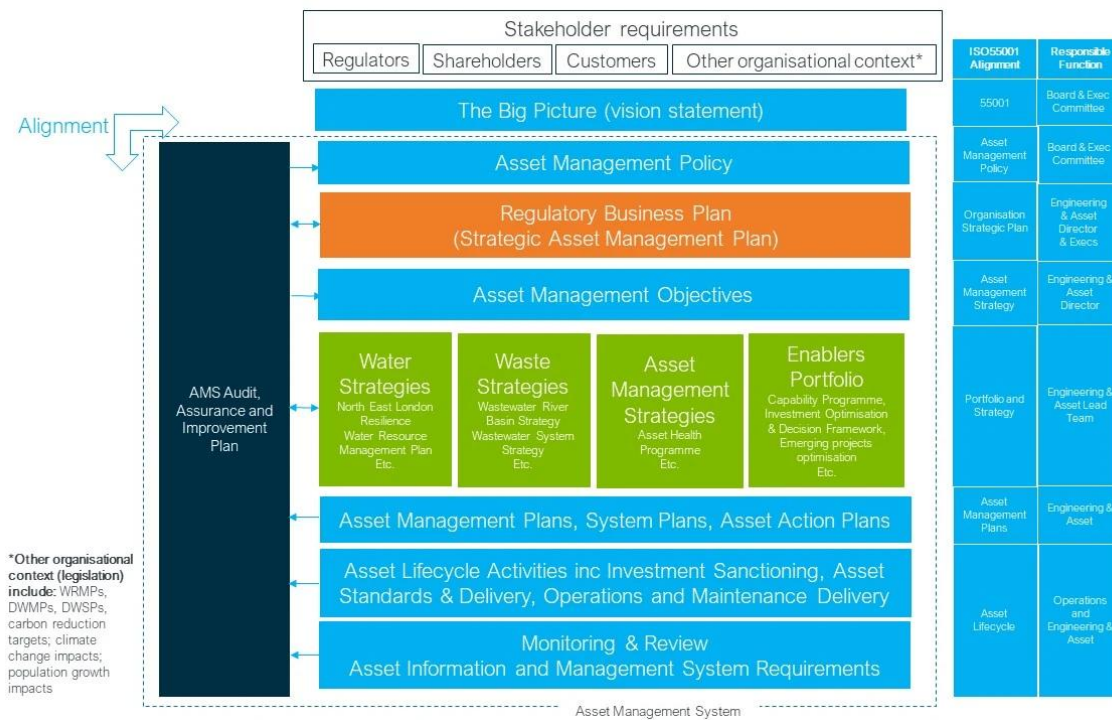 Stakeholder requirements
Regulators
Shareholders
Customers
Other organisational context*
ISO55001
Alignment
Responsible
Function
Alignment
The Big Picture (vision statement)
55001
Board & Exec
Committee
Asset Management Policy
Asset
Management
Policy
Board & Exec
Committee
Regulatory Business Plan
(Strategic Asset Management Plan)
Organisation
Strategic Plan
Engineering
& Asset
Director
& Execs
Asset Management Objectives
Asset
Management
Strategy
Engineering &
Asset
Director
AMS Audit,
Assurance and
Improvement
Plan
Water
Strategies
North East London
Resilience
Water Resource
Management Plan
Etc.
Waste
Strategies
Wastewater River
Basin Strategy
Wastewater System
Strategy
Etc.
Asset
Management
Strategies
Asset Health
Programme
Etc.
Enablers
Portfolio
Capability Programme,
Investment Optimisation
& Decision Framework,
Emerging projects
optimisation
Etc.
Portfolio and
Strategy
Engineering &
Asset Lead
Team
Asset Management Plans, System Plans, Asset Action Plans
Asset
Management
Plans
Engineering &
Asset
Asset Lifecycle Activities inc Investment Sanctioning, Asset
Standards & Delivery, Operations and Maintenance Delivery
Monitoring & Review
Asset Information and Management System Requirements
Asset
Lifecycle
Operations
and
Engineering &
Asset
*Other organisational
context (legislation)
include: WRMPs,
DWMPs, DWSPs,
carbon reduction
targets; climate
change impacts;
population growth
impacts
Asset Management System